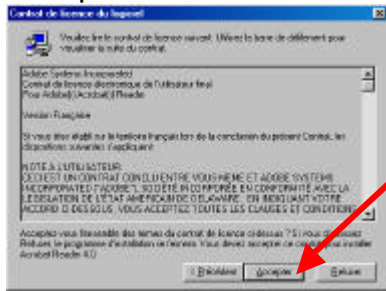 Contrat de licence du logiciel
Veuillez lire le contrat de licence suivant. Utilisez la barre de défilement pour
visualiser la suite du contrat.
Adobe Systems Incorporated
Contrat de licence électronique de l'utilisateur final
Pour Adobe(r)Acrobat(r) Reader
Version Française
Si vous êtes établi sur le territoire français lors de la conclusion du présent Contrat, les
dispositions suivantes s'appliquent
NOTE A L'UTILISATEUR:
CECI EST UN CONTRAT CONCLU ENTRE VOUS-MEME ET ADOBE SYSTEMS
INCORPORATED ("ADOBE"), SOCIÉTÉ INCORPORÉE EN CONFORMITÉ AVEC LA
LEGISLATION DE L'ÉTAT AMERICAIN DE DELAWARE. EN INDIQUANT VOTRE
ACCORD CI-DESSOUS, VOUS ACCEPTEZ TOUTES LES CLAUSES ET CONDITIONS
Acceptez-vous l'ensemble des termes du contrat de licence ci-dessus ? Si vous choisissez
Refuser, le programme d'installation se fermera. Vous devez accepter ce contrat pour installer
Acrobat Reader 4.0
< Précédent Accepter Refuser